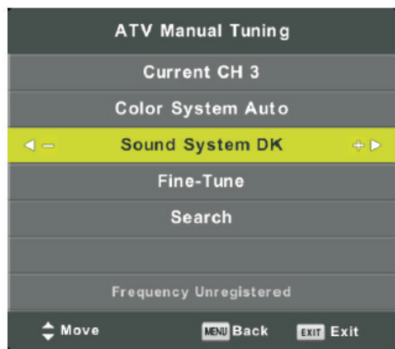 ATV Manual Tuning
Current CH 3
Color System Auto
Sound System DK
Fine-Tune
Search
Frequency Unregistered
Move MENU Back EXIT Exit